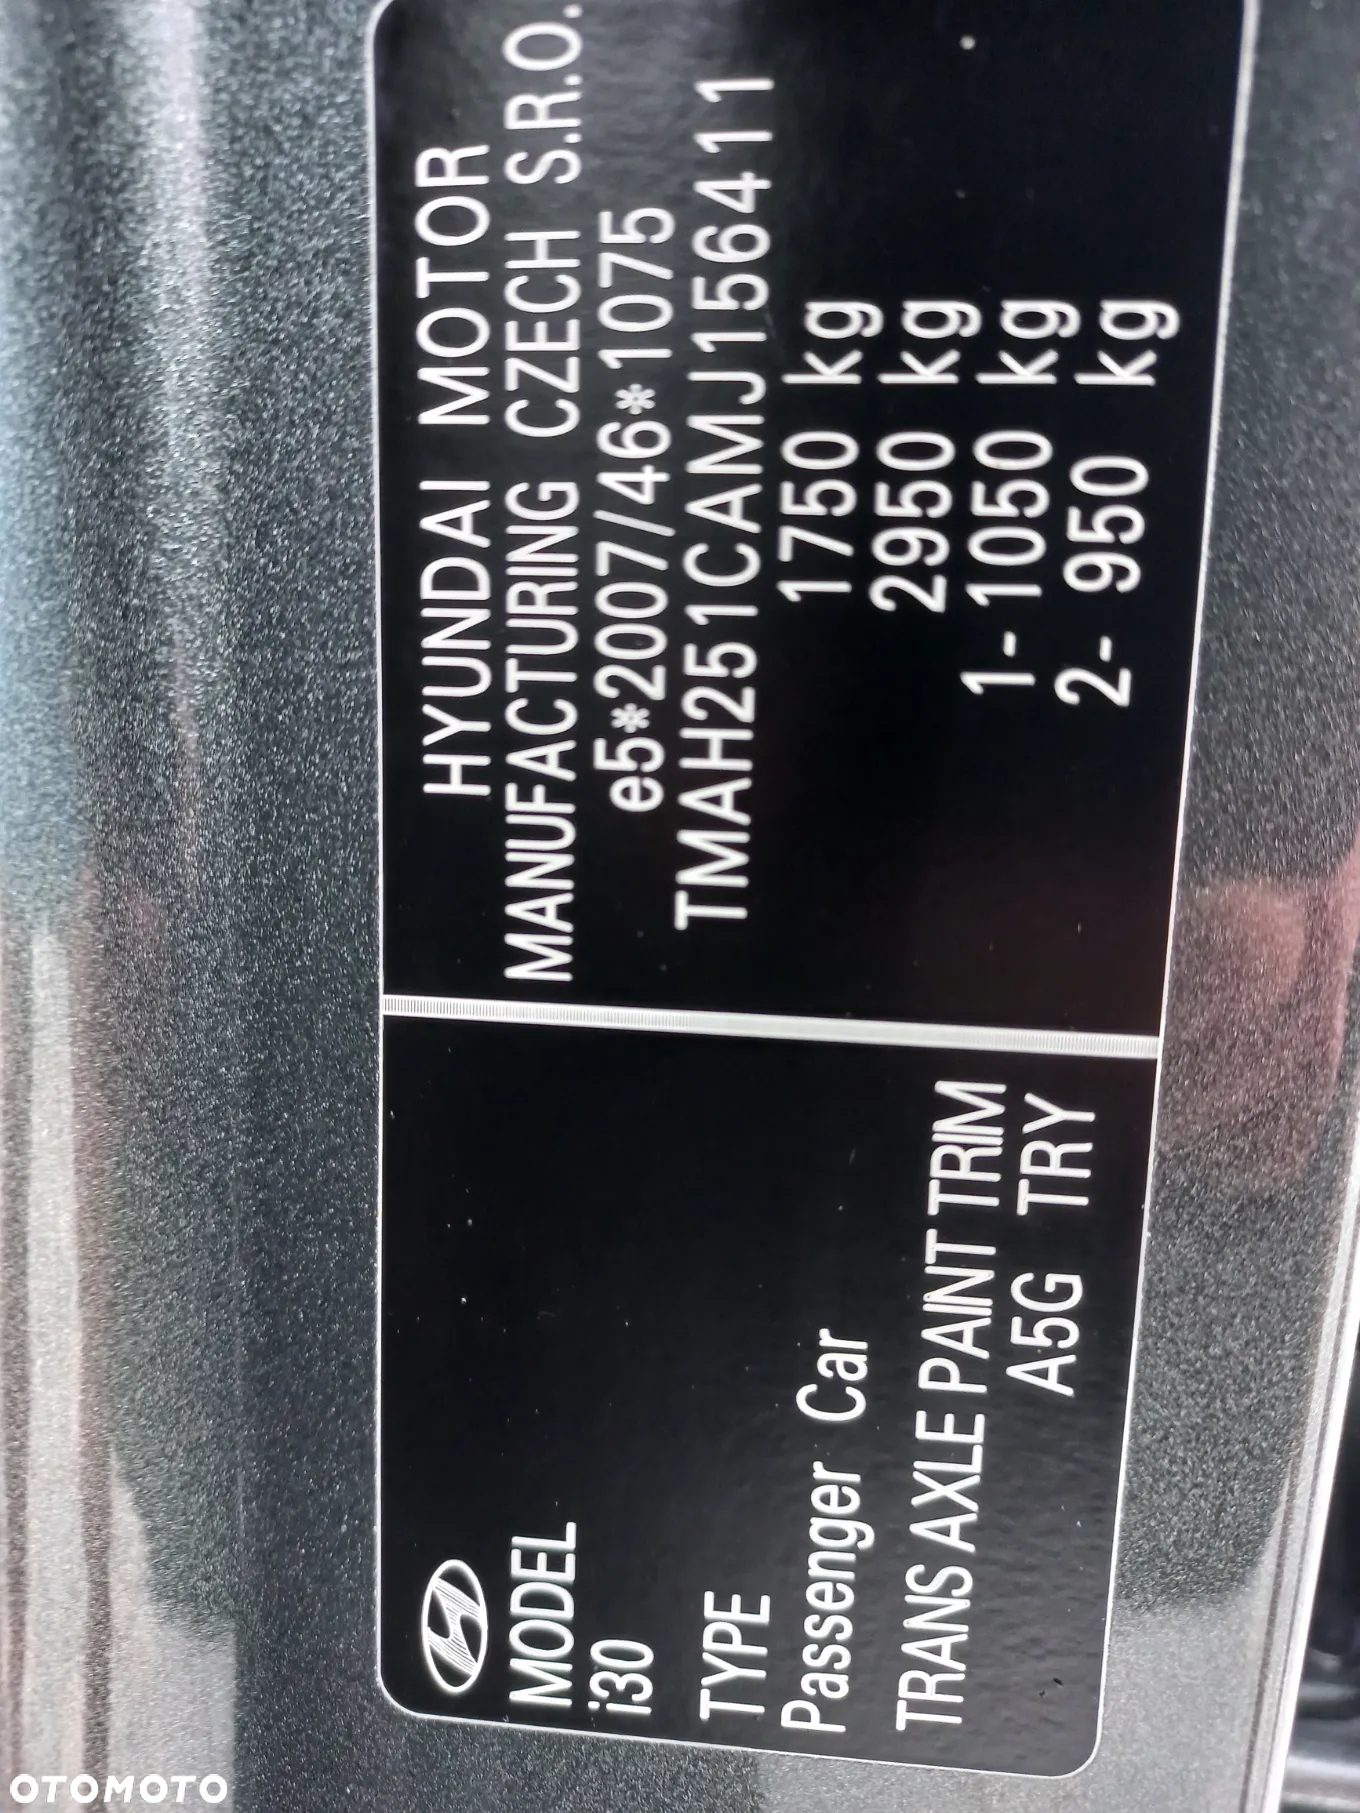 MODEL
i30
TYPE
Passenger Car
TRANS AXLE PAINT TRIM
A5G TRY
HYUNDAI MOTOR
MANUFACTURING CZECH S.R.O.
e5*2007/46*1075
TMAH251CAMJ156411
1750 kg
2950 kg
1- 1050 kg
2- 950 kg
OTOMOTO